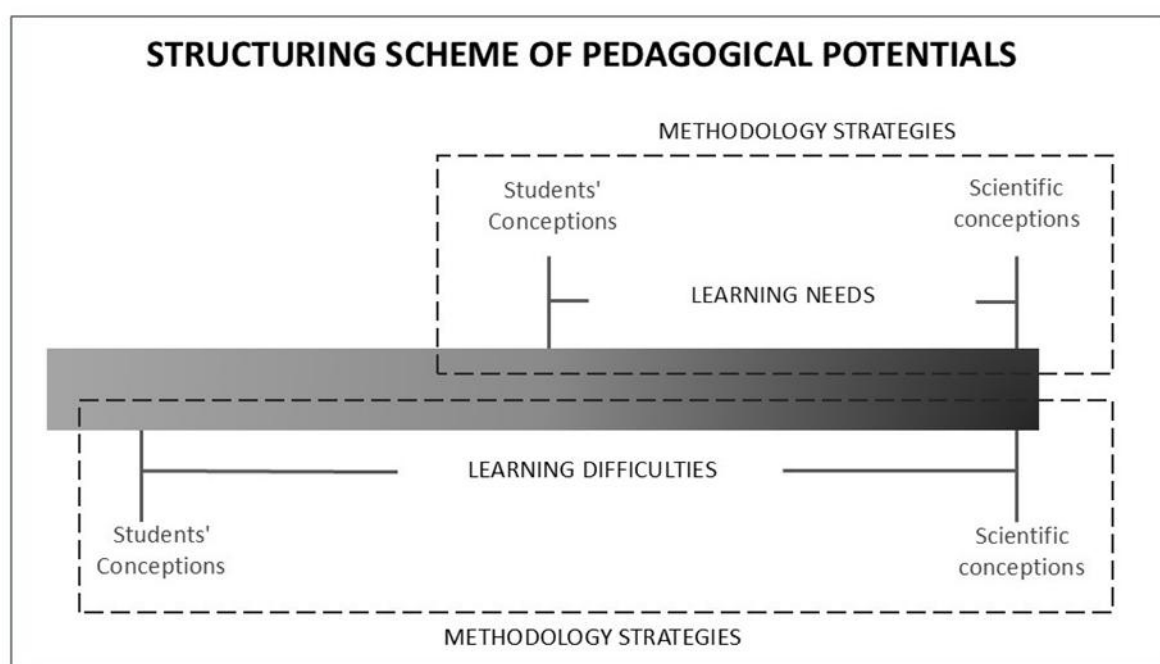 STRUCTURING SCHEME OF PEDAGOGICAL POTENTIALS
METHODOLOGY STRATEGIES
Students'
Conceptions
Scientific
conceptions
LEARNING NEEDS
LEARNING DIFFICULTIES
Students'
Conceptions
Scientific
conceptions
METHODOLOGY STRATEGIES